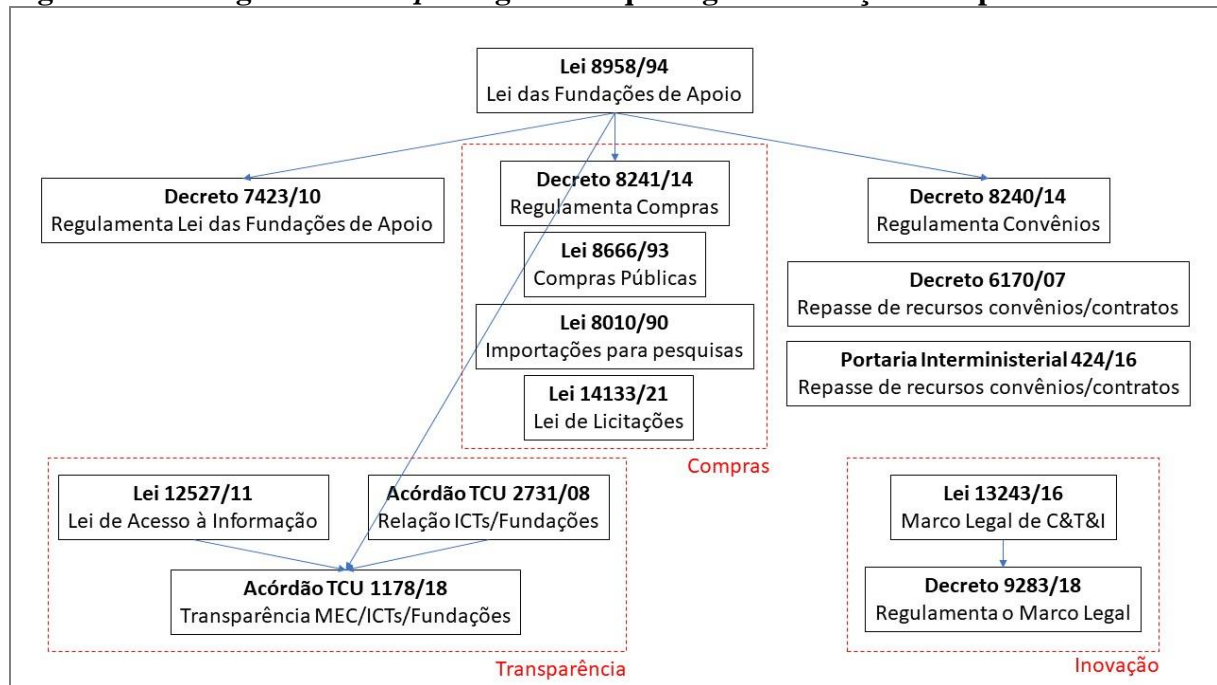 Lei 8958/94
Lei das Fundações de Apoio
Decreto 7423/10
Regulamenta Lei das Fundações de Apoio
Decreto 8241/14
Regulamenta Compras
Decreto 8240/14
Regulamenta Convênios
Lei 8666/93
Compras Públicas
Decreto 6170/07
Repasse de recursos convênios/contratos
Lei 8010/90
Importações para pesquisas
Portaria Interministerial 424/16
Repasse de recursos convênios/contratos
Lei 14133/21
Lei de Licitações
Compras
Lei 12527/11
Lei de Acesso à Informação
Acórdão TCU 2731/08
Relação ICTs/Fundações
Lei 13243/16
Marco Legal de C&T&I
Acórdão TCU 1178/18
Transparência MEC/ICTs/Fundações
Decreto 9283/18
Regulamenta o Marco Legal
Transparência
Inovação